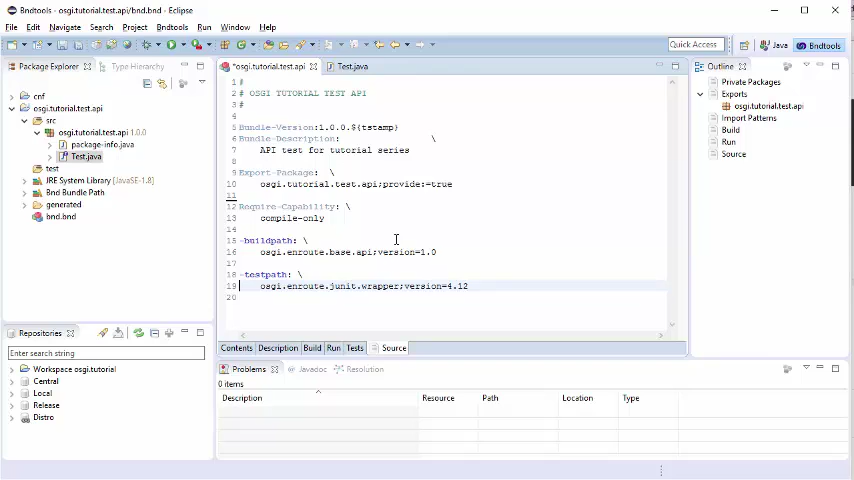 Bndtools - osgi.tutorial.test.api/bnd.bnd - Eclipse
File Edit Navigate Search Project Bndtools Run Window Help
Quick Access
Java
Bndtools
Package Explorer
Type Hierarchy
cnf
osgi.tutorial.test.api
src
osgi.tutorial.test.api 1.0.0
package-info.java
Test.java
test
JRE System Library [JavaSE-1.8]
Bnd Bundle Path
generated
bnd.bnd
*osgi.tutorial.test.api
Test.java
1 #
2 # OSGI TUTORIAL TEST API
3 #
4
5 Bundle-Version:1.0.0.${tstamp}
6 Bundle-Description: \
7 API test for tutorial series
8
9 Export-Package: \
10 osgi.tutorial.test.api;provide:=true
11
12 Require-Capability: \
13 compile-only
14
15 -buildpath: \
16 osgi.enroute.base.api;version=1.0
17
18 -testpath: \
19 osgi.enroute.junit.wrapper;version=4.12
20
Contents Description Build Run Tests Source
Outline
Private Packages
Exports
osgi.tutorial.test.api
Import Patterns
Build
Run
Source
Repositories
Enter search string
Workspace osgi.tutorial
Central
Local
Release
Distro
Problems
Javadoc
Resolution
0 items
Description Resource Path Location Type